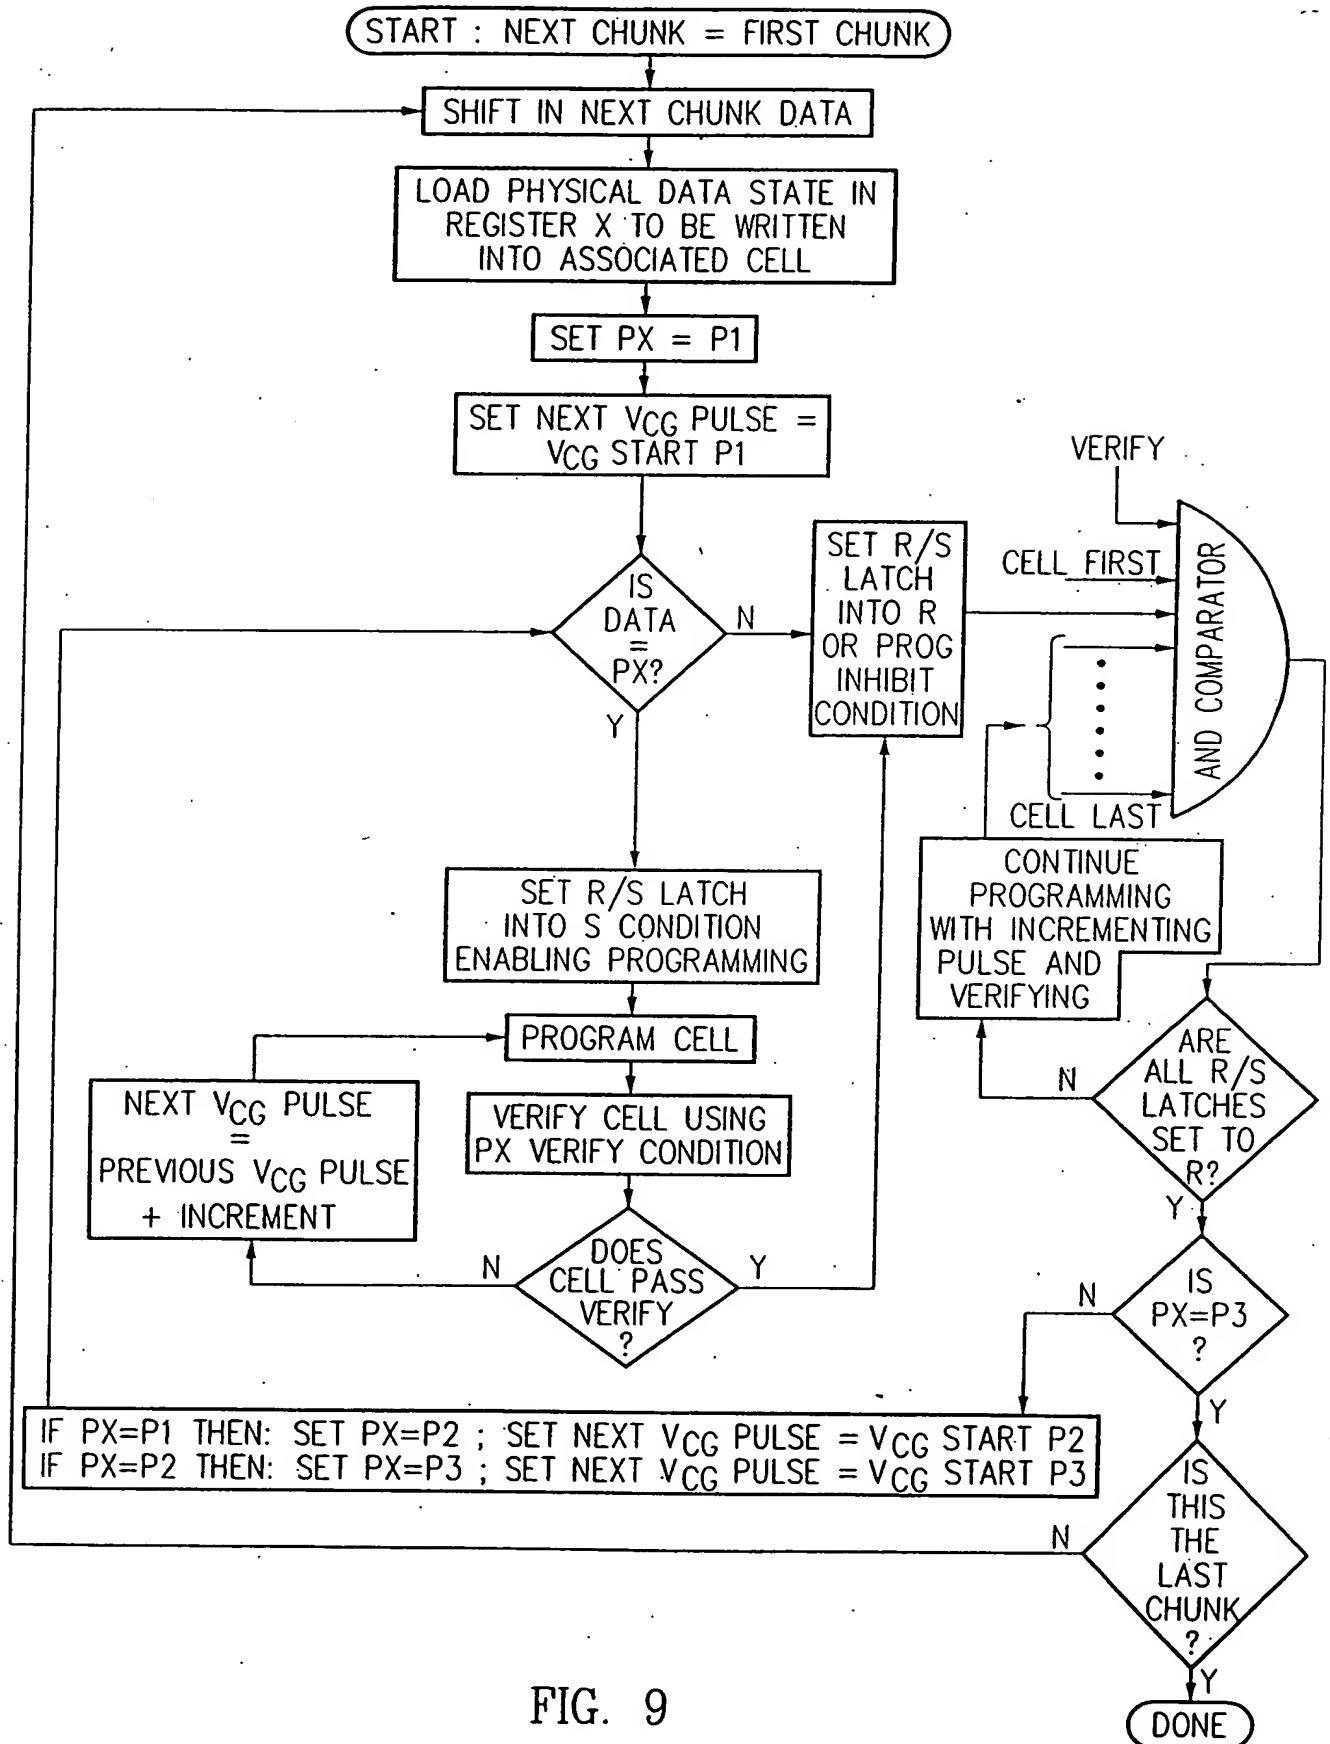 START : NEXT CHUNK = FIRST CHUNK
SHIFT IN NEXT CHUNK DATA
LOAD PHYSICAL DATA STATE IN
REGISTER X TO BE WRITTEN
INTO ASSOCIATED CELL
SET PX = P1
SET NEXT VCG PULSE =
VCG START P1
IS
DATA
=
PX?
N
Y
SET R/S
LATCH
INTO R
OR PROG
INHIBIT
CONDITION
VERIFY
CELL FIRST
CELL LAST
AND COMPARATOR
CONTINUE
PROGRAMMING
WITH INCREMENTING
PULSE AND
VERIFYING
SET R/S LATCH
INTO S CONDITION
ENABLING PROGRAMMING
PROGRAM CELL
VERIFY CELL USING
PX VERIFY CONDITION
NEXT VCG PULSE
=
PREVIOUS VCG PULSE
+ INCREMENT
DOES
CELL PASS
VERIFY
?
N
Y
ARE
ALL R/S
LATCHES
SET TO
R?
N
Y
IS
PX=P3
?
N
Y
IF PX=P1 THEN: SET PX=P2 ; SET NEXT VCG PULSE = VCG START P2
IF PX=P2 THEN: SET PX=P3 ; SET NEXT VCG PULSE = VCG START P3
IS
THIS
THE
LAST
CHUNK
?
N
Y
DONE
FIG. 9